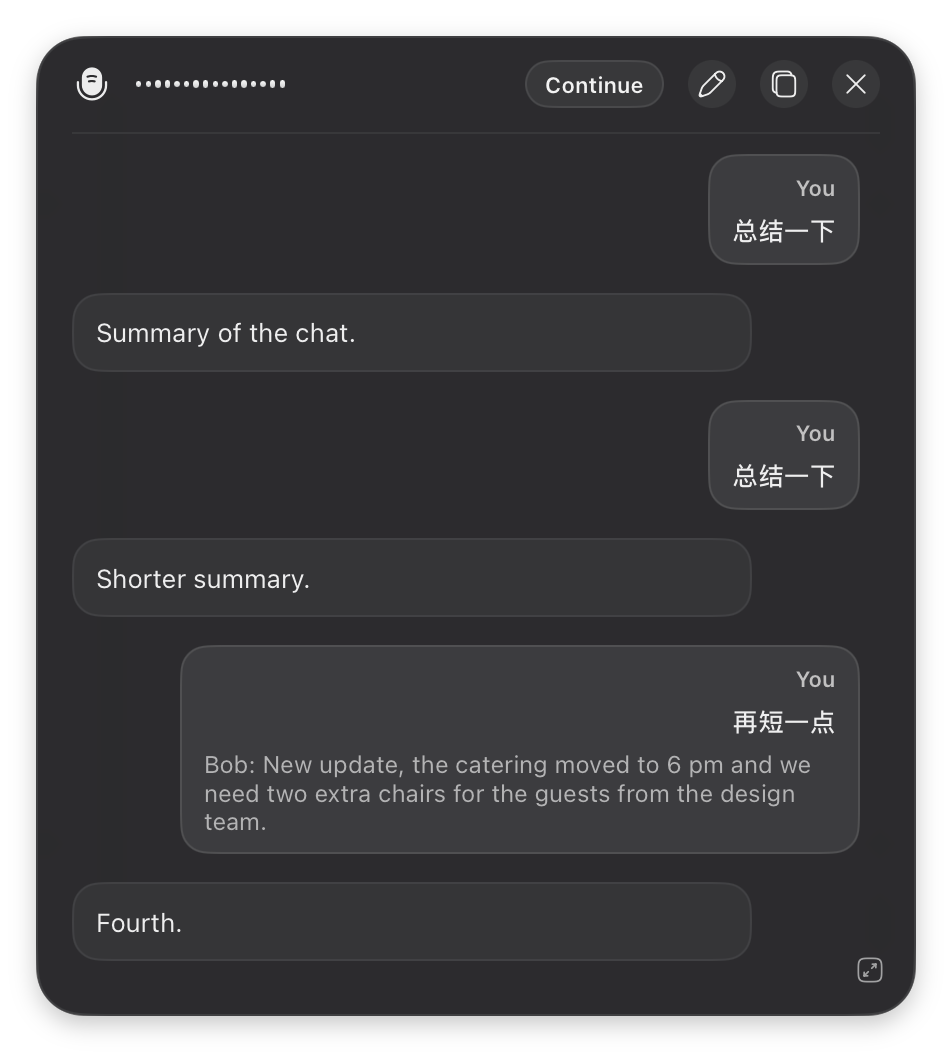 Continue
You
总结一下
Summary of the chat.
You
总结一下
Shorter summary.
You
再短一点
Bob: New update, the catering moved to 6 pm and we
need two extra chairs for the guests from the design
team.
Fourth.